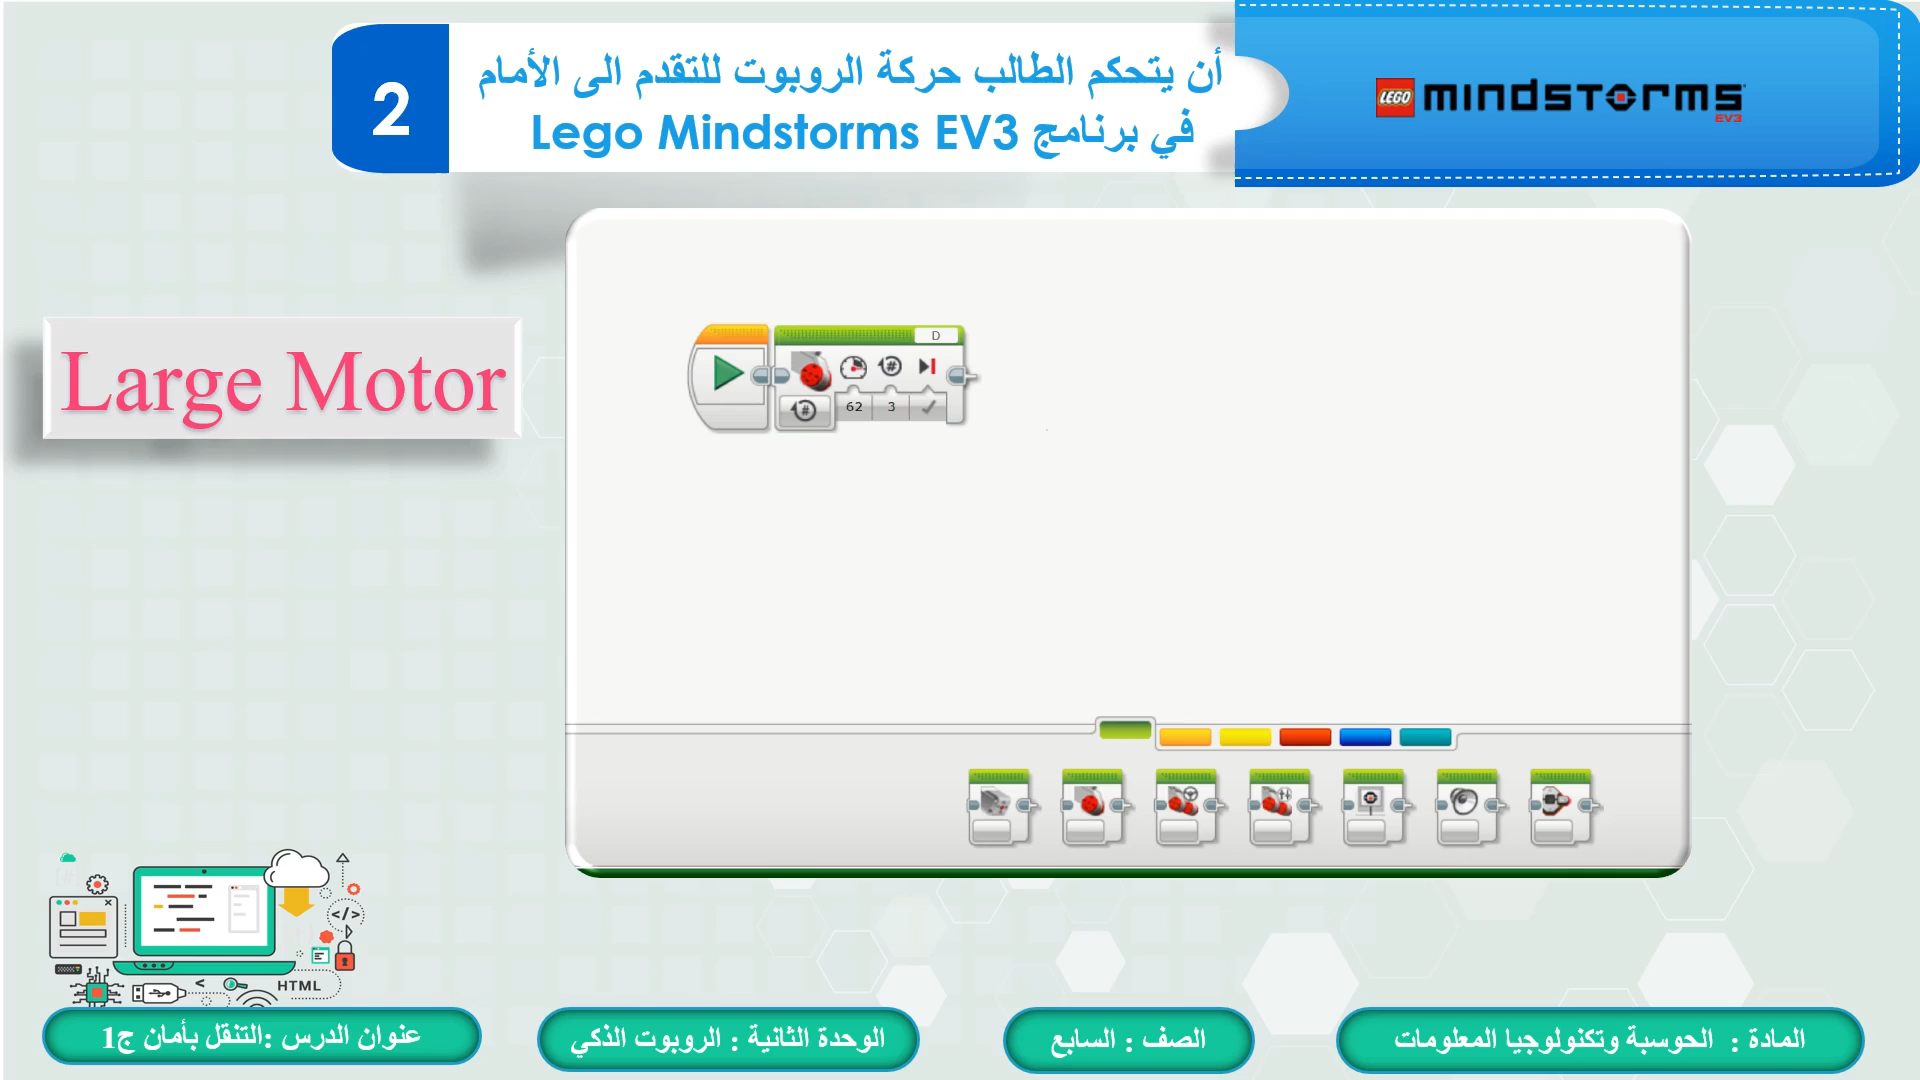 2
أن يتحكم الطالب حركة الروبوت للتقدم الى الأمام
في برنامج Lego Mindstorms EV3
LEGO mindstorms
EV3
Large Motor
D
62 3
HTML
المادة : الحوسبة وتكنولوجيا المعلومات
الصف : السابع
الوحدة الثانية : الروبوت الذكي
عنوان الدرس :التنقل بأمان ج1